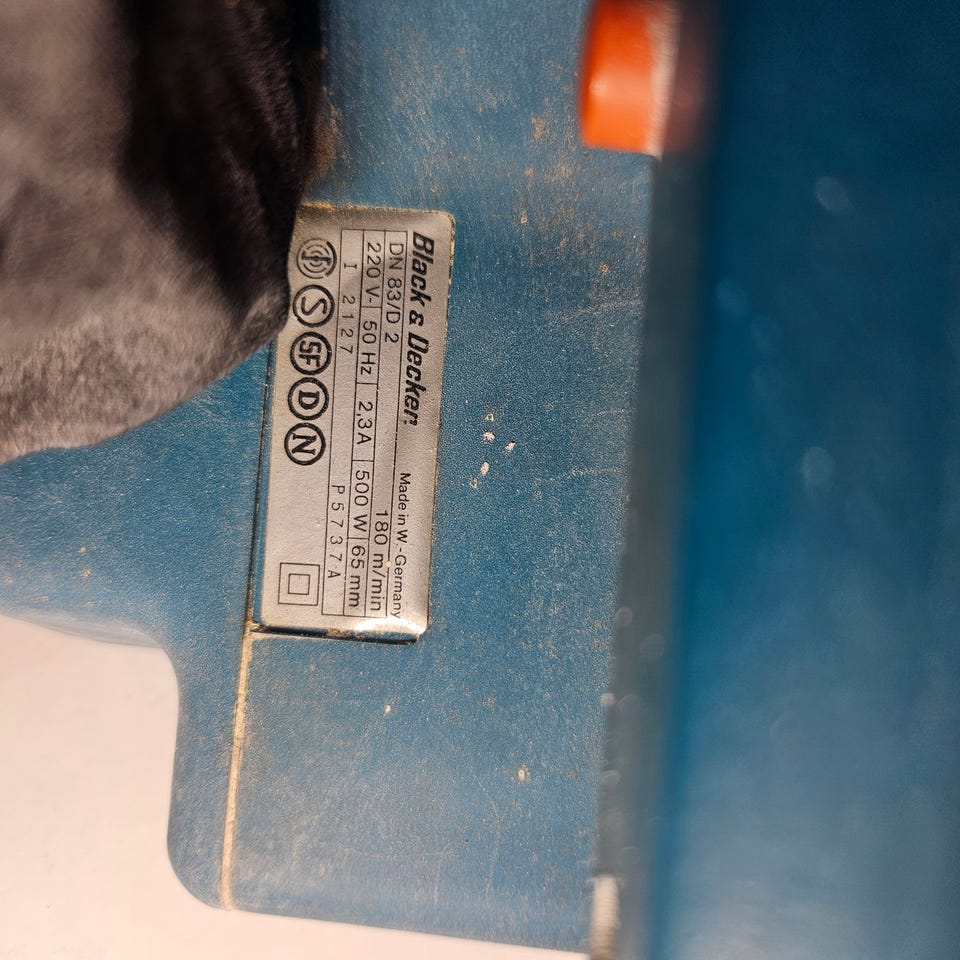 Black & Decker.
Made in W.-Germany
DN 83/D 2 180 m/min
220 V~ 50 Hz 2,3A 500 W 65 mm
I 2127 P5737A
S SF D N